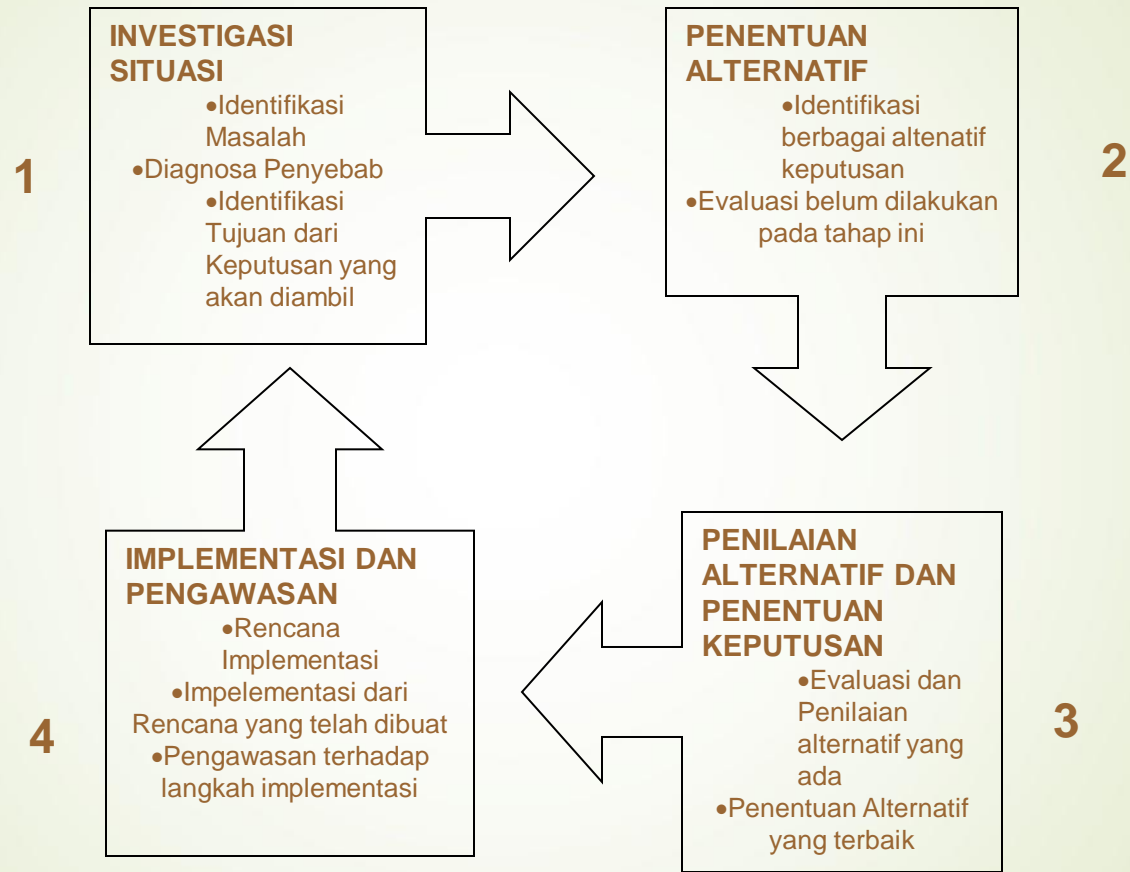 1
INVESTIGASI
SITUASI
•Identifikasi
Masalah
•Diagnosa Penyebab
•Identifikasi
Tujuan dari
Keputusan yang
akan diambil
2
PENENTUAN
ALTERNATIF
•Identifikasi
berbagai altenatif
keputusan
•Evaluasi belum dilakukan
pada tahap ini
3
PENILAIAN
ALTERNATIF DAN
PENENTUAN
KEPUTUSAN
•Evaluasi dan
Penilaian
alternatif yang
ada
•Penentuan Alternatif
yang terbaik
4
IMPLEMENTASI DAN
PENGAWASAN
•Rencana
Implementasi
•Impelementasi dari
Rencana yang telah dibuat
•Pengawasan terhadap
langkah implementasi